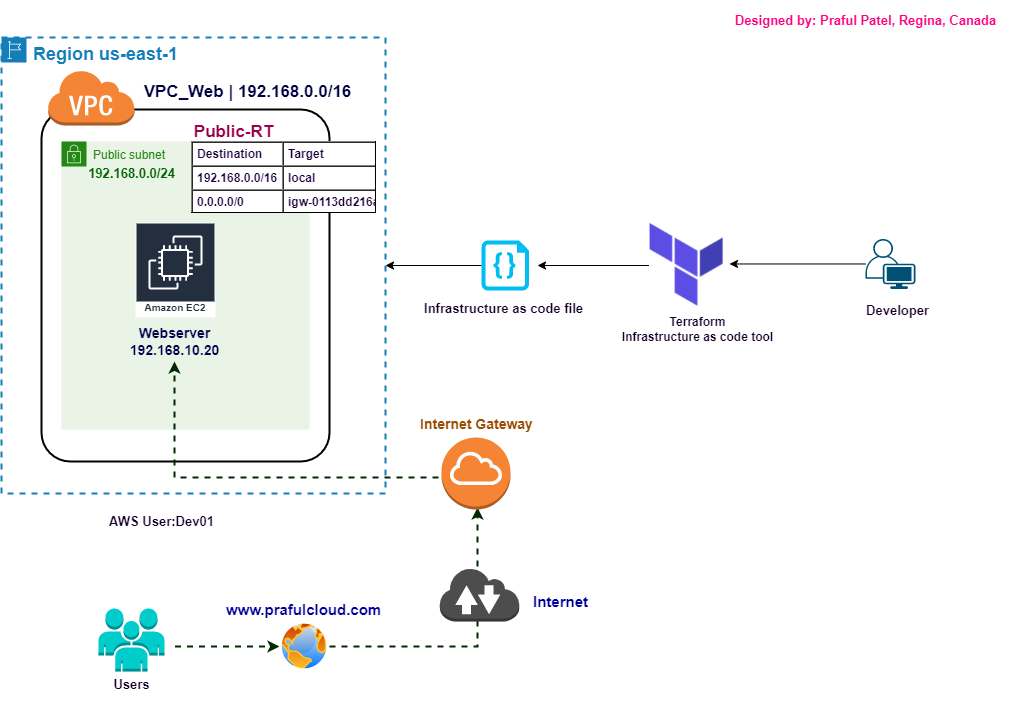 Designed by: Praful Patel, Regina, Canada
Region us-east-1
VPC
VPC_Web | 192.168.0.0/16
Public-RT
Destination Target
192.168.0.0/16 local
0.0.0.0/0 igw-0113dd216a
Public subnet
192.168.0.0/24
Amazon EC2
Webserver
192.168.10.20
{}
Infrastructure as code file
Terraform
Infrastructure as code tool
Developer
Internet Gateway
AWS User:Dev01
Internet
www.prafulcloud.com
Users